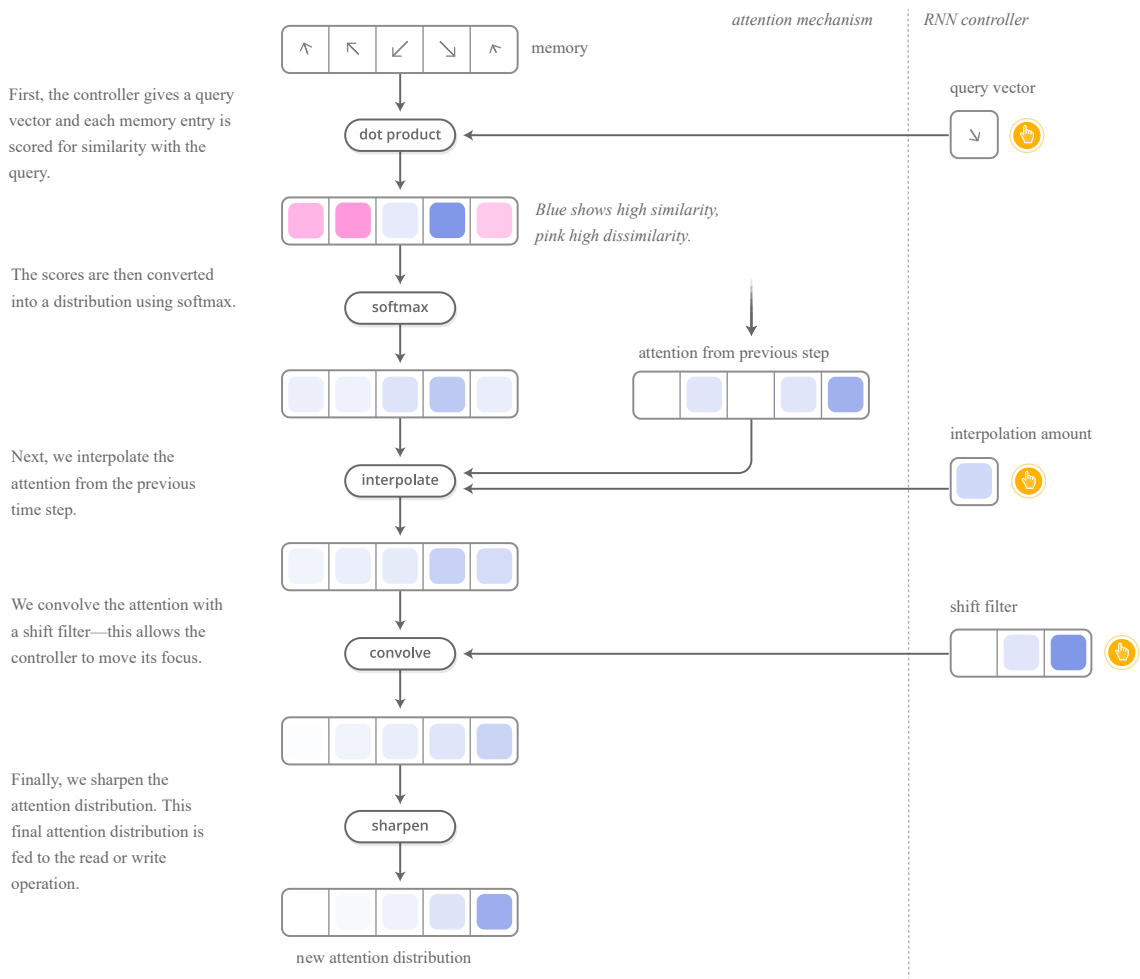 attention mechanism
RNN controller
memory
First, the controller gives a query
vector and each memory entry is
scored for similarity with the
query.
query vector
dot product
Blue shows high similarity,
pink high dissimilarity.
The scores are then converted
into a distribution using softmax.
softmax
attention from previous step
Next, we interpolate the
attention from the previous
time step.
interpolation amount
interpolate
We convolve the attention with
a shift filter—this allows the
controller to move its focus.
shift filter
convolve
Finally, we sharpen the
attention distribution. This
final attention distribution is
fed to the read or write
operation.
sharpen
new attention distribution